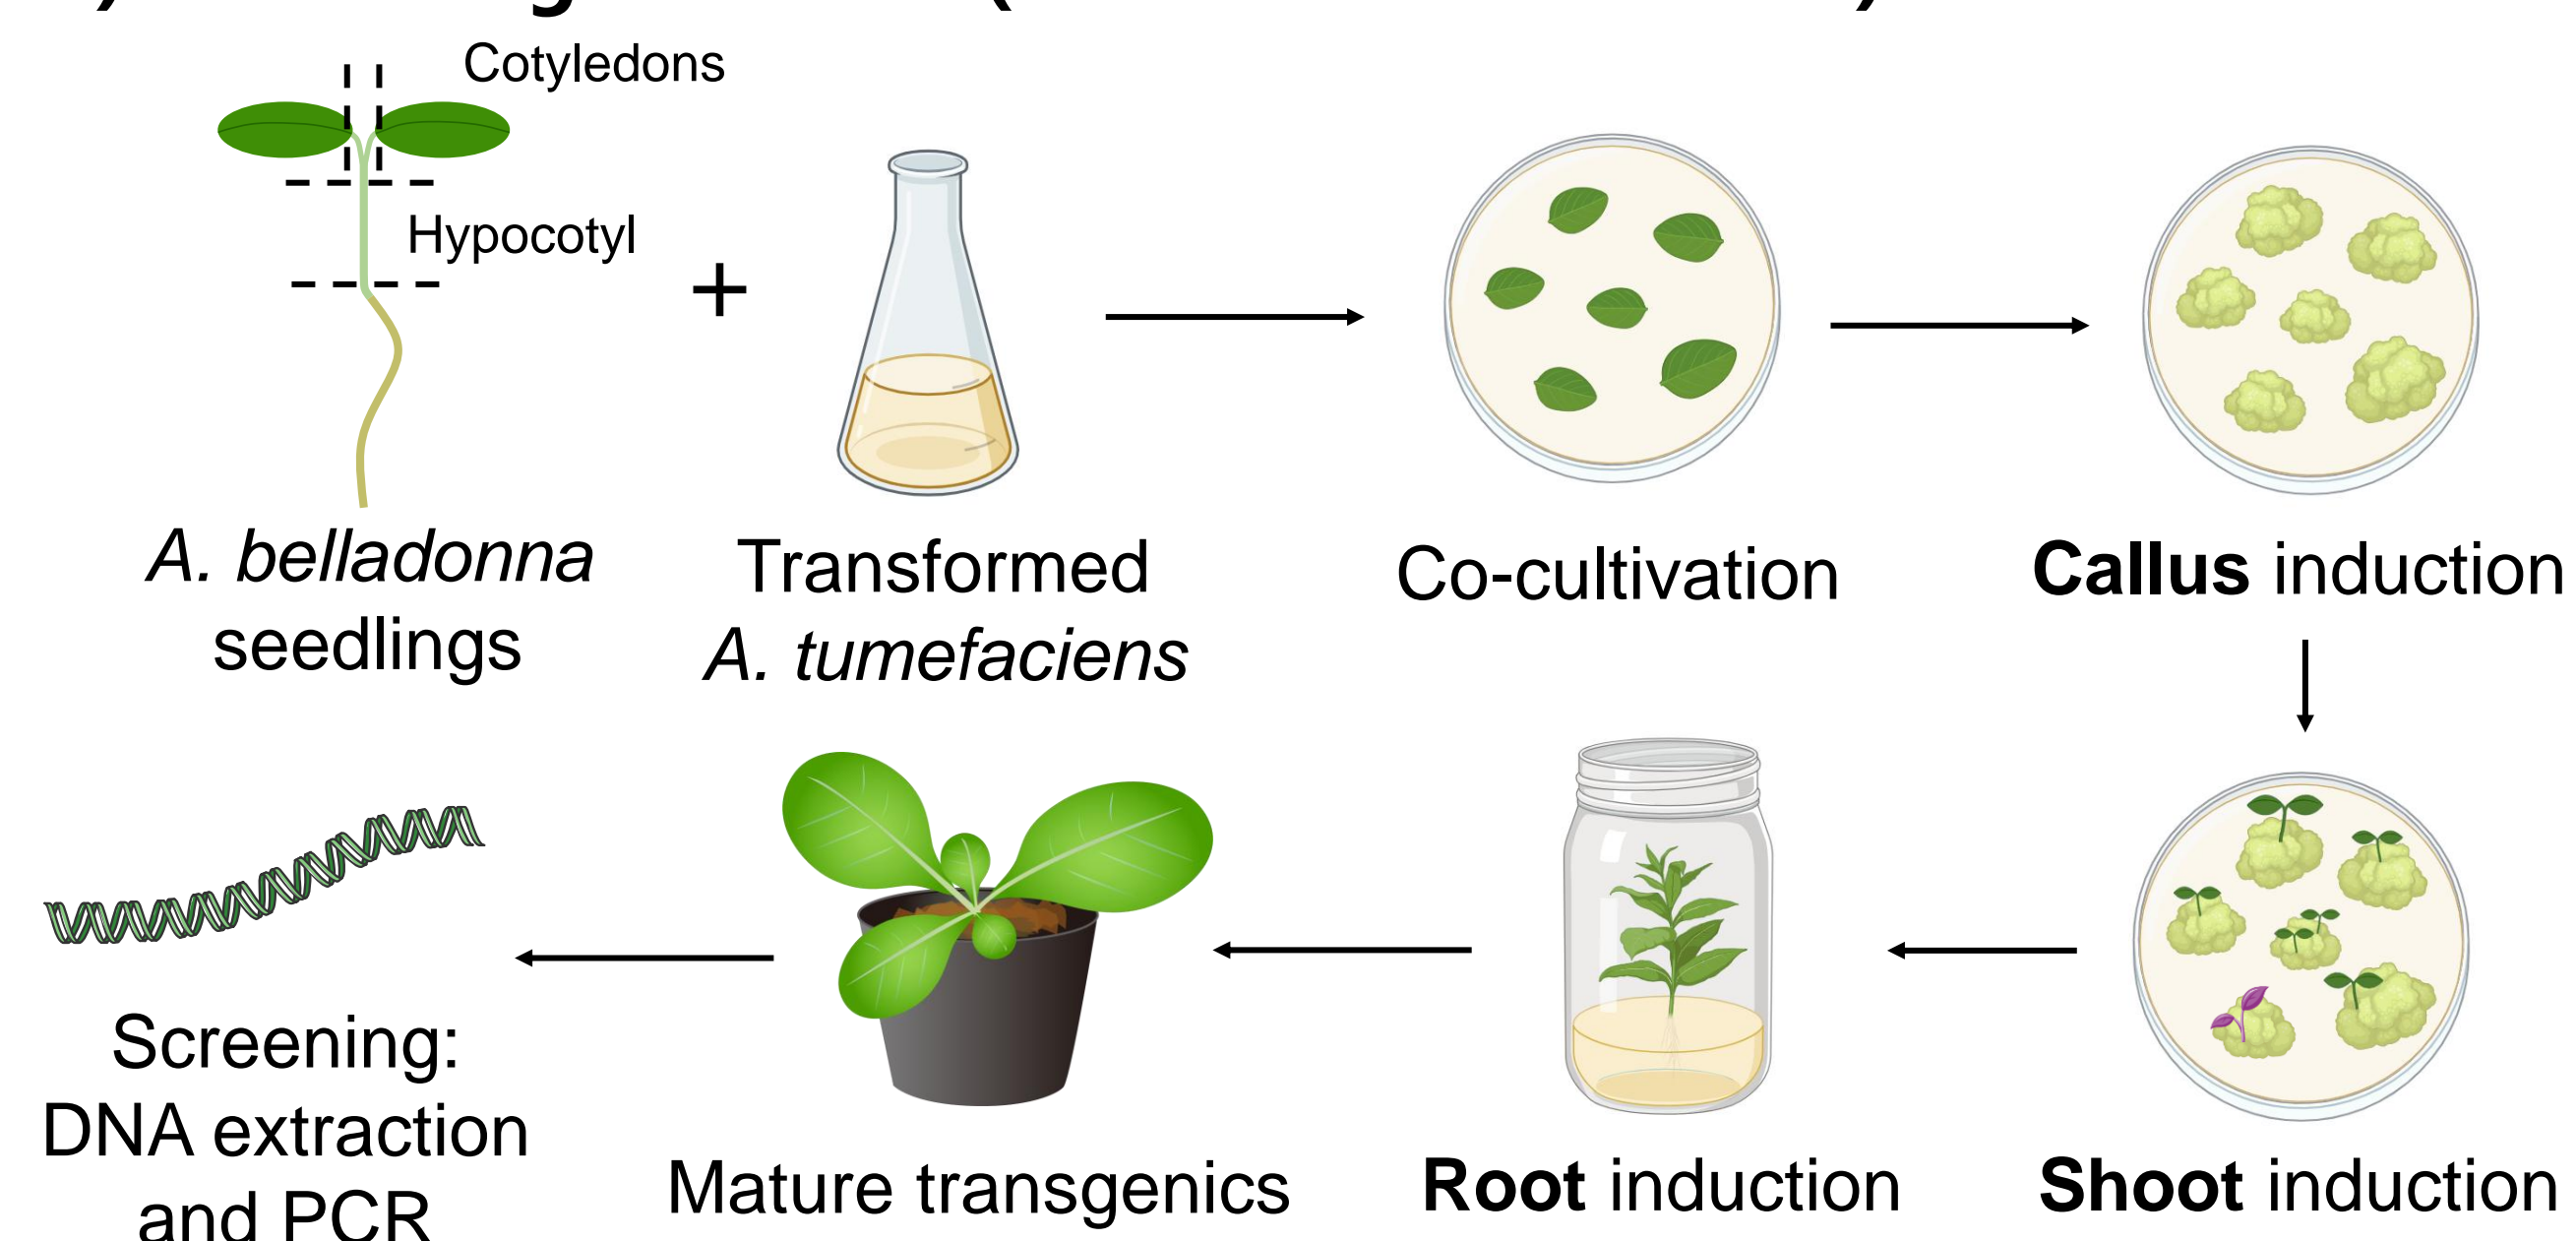 Cotyledons
Hypocotyl
+
A. belladonna
seedlings
Transformed
A. tumefaciens
Co-cultivation
Callus induction
Shoot induction
Root induction
Mature transgenics
Screening:
DNA extraction
and PCR